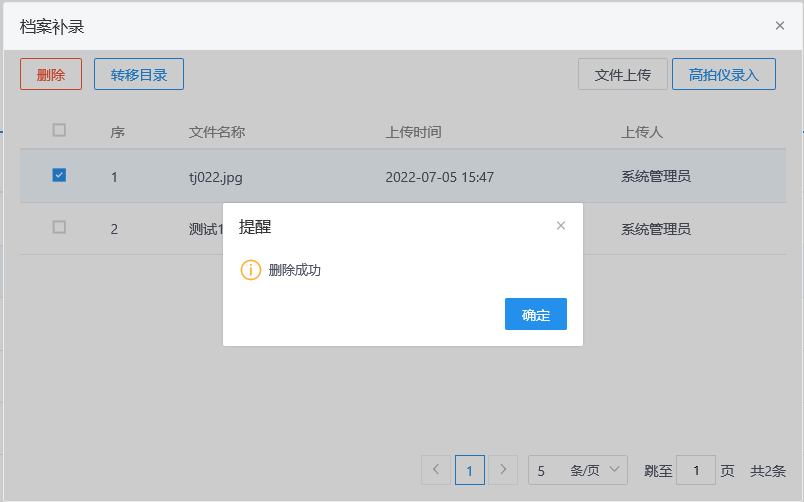 档案补录
删除 转移目录 文件上传 高拍仪录入
序 文件名称 上传时间 上传人
1 tj022.jpg 2022-07-05 15:47 系统管理员
2 测试1 系统管理员
提醒
删除成功
确定
1 5 条/页 跳至 1 页 共2条